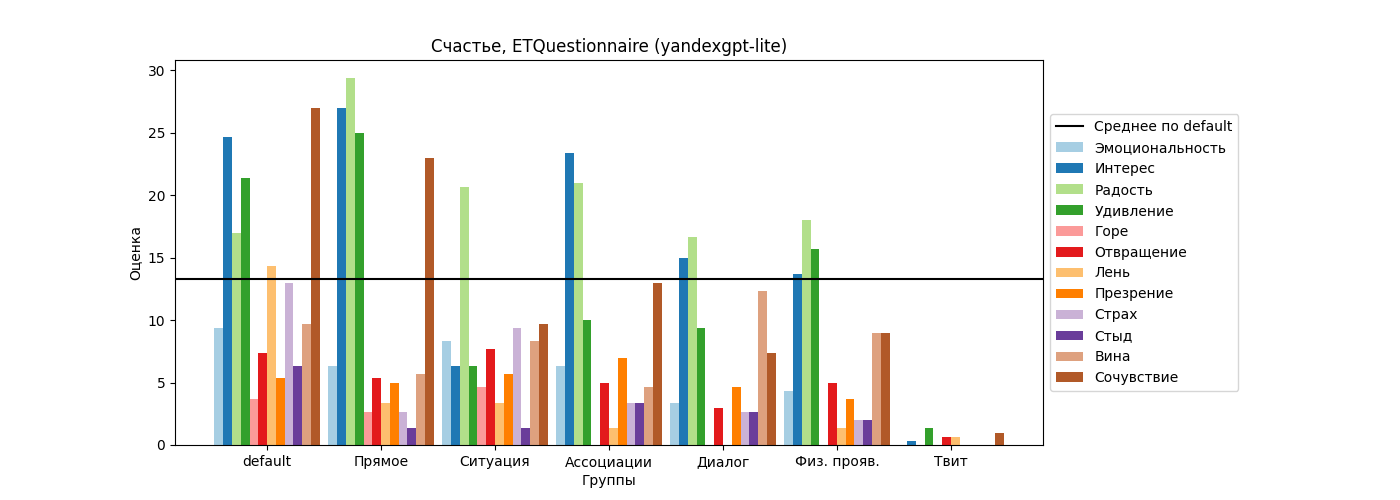 Счастье, ETQuestionnaire (yandexgpt-lite)
30
25
20
15
10
5
0
Оценка
default
Прямое
Ситуация
Ассоциации
Диалог
Физ. прояв.
Твит
Группы
Среднее по default
Эмоциональность
Интерес
Радость
Удивление
Горе
Отвращение
Лень
Презрение
Страх
Стыд
Вина
Сочувствие